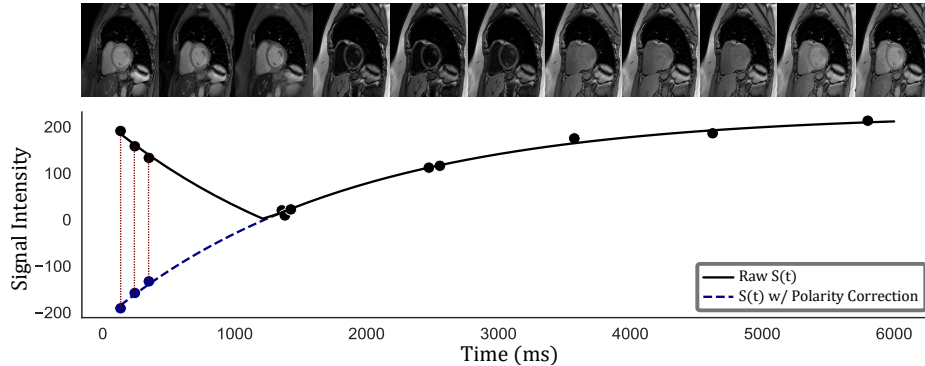 Signal Intensity
200
100
0
−100
−200
Raw S(t)
S(t) w/ Polarity Correction
0 1000 2000 3000 4000 5000 6000
Time (ms)